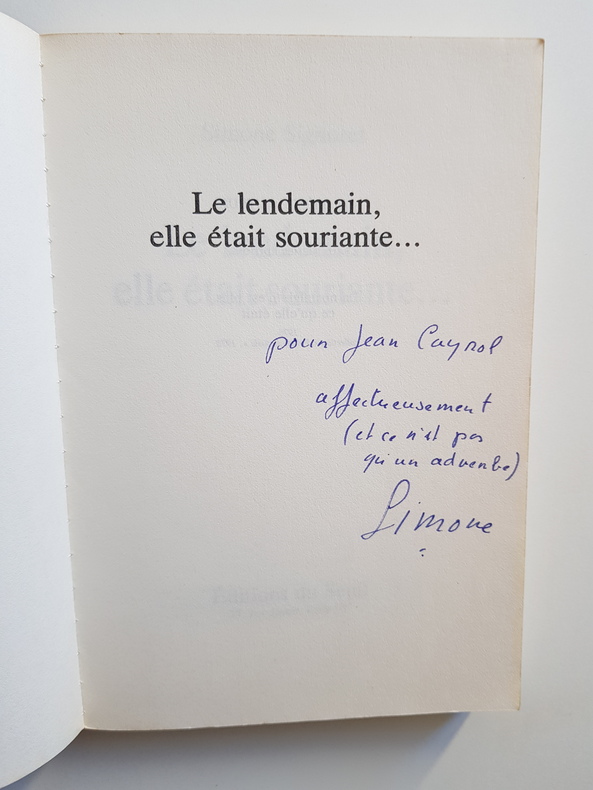 Le lendemain,
elle était souriante...
pour Jean Cayrol
affectueusement
(et ce n'est pas
qu'un adverbe)
Simone